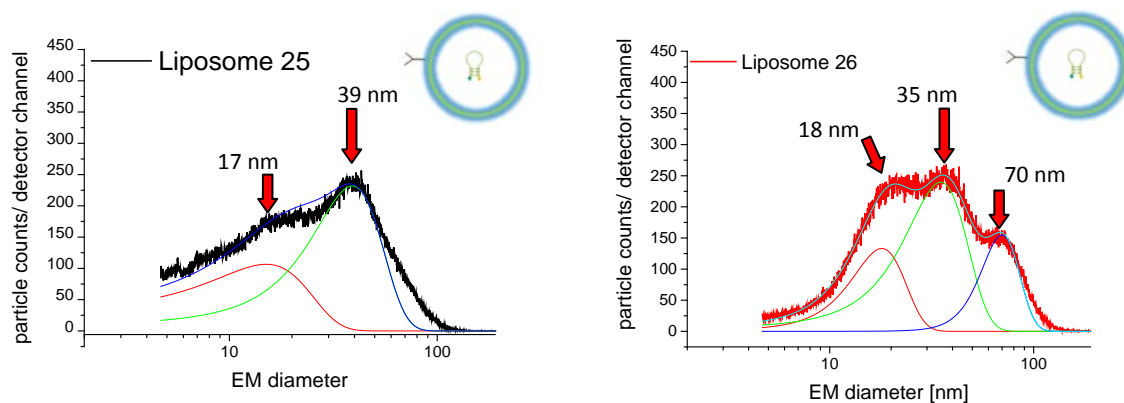 450
400
350
300
250
200
150
100
50
0
particle counts/ detector channel
Liposome 25
39 nm
17 nm
10
100
EM diameter
450
400
350
300
250
200
150
100
50
0
particle counts/ detector channel
Liposome 26
35 nm
18 nm
70 nm
10
100
EM diameter [nm]